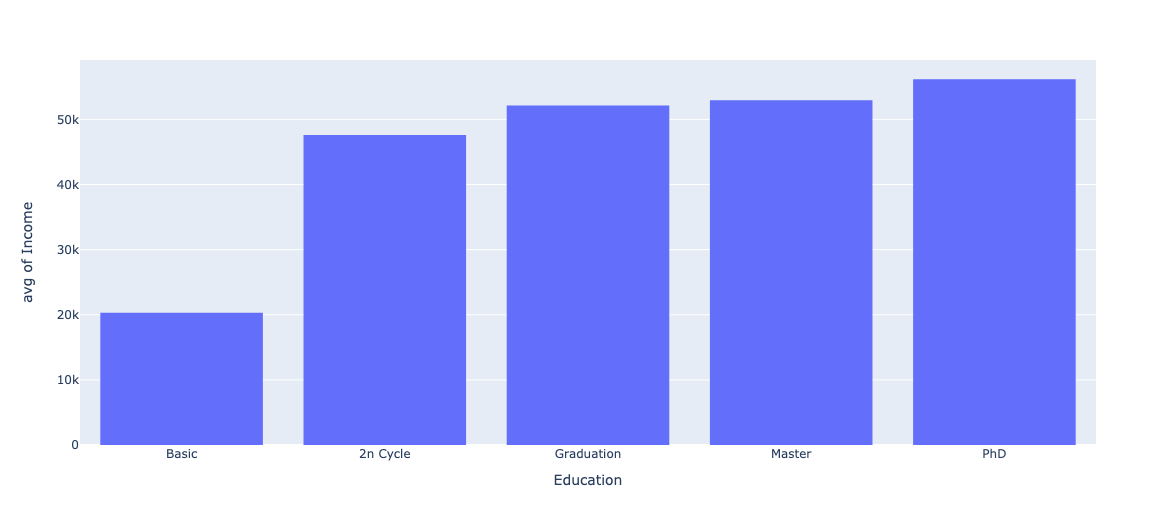 50k
40k
30k
20k
10k
0
avg of Income
Basic
2n Cycle
Graduation
Master
PhD
Education